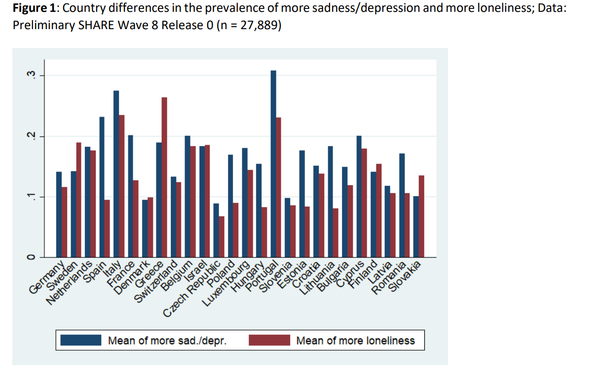 Figure 1: Country differences in the prevalence of more sadness/depression and more loneliness; Data:
Preliminary SHARE Wave 8 Release 0 (n = 27,889)
.3
.2
.1
0
Germany
Sweden
Netherlands
Spain
Italy
France
Denmark
Greece
Switzerland
Belgium
Israel
Czech Republic
Poland
Luxembourg
Hungary
Portugal
Slovenia
Estonia
Croatia
Lithuania
Bulgaria
Cyprus
Finland
Latvia
Romania
Slovakia
Mean of more sad./depr.
Mean of more loneliness